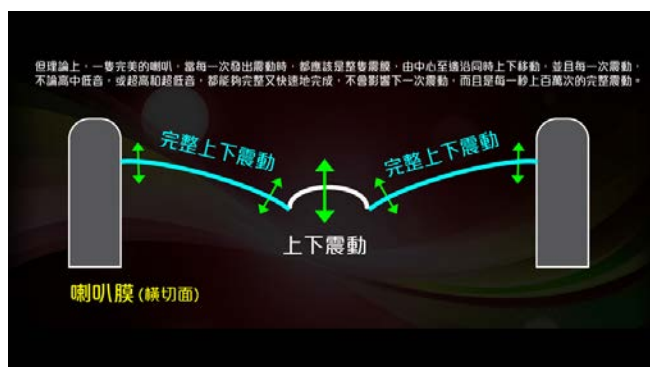 但理論上，一隻完美的喇叭，當每一次發出震動時，都應該是整隻震膜，由中心至邊沿同時上下移動，並且每一次震動，
不論高中低音，或超高和超低音，都能夠完整又快速地完成，不會影響下一次震動，而且是每一秒上百萬次的完整震動。
完整上下震動
完整上下震動
上下震動
喇叭膜 (橫切面)